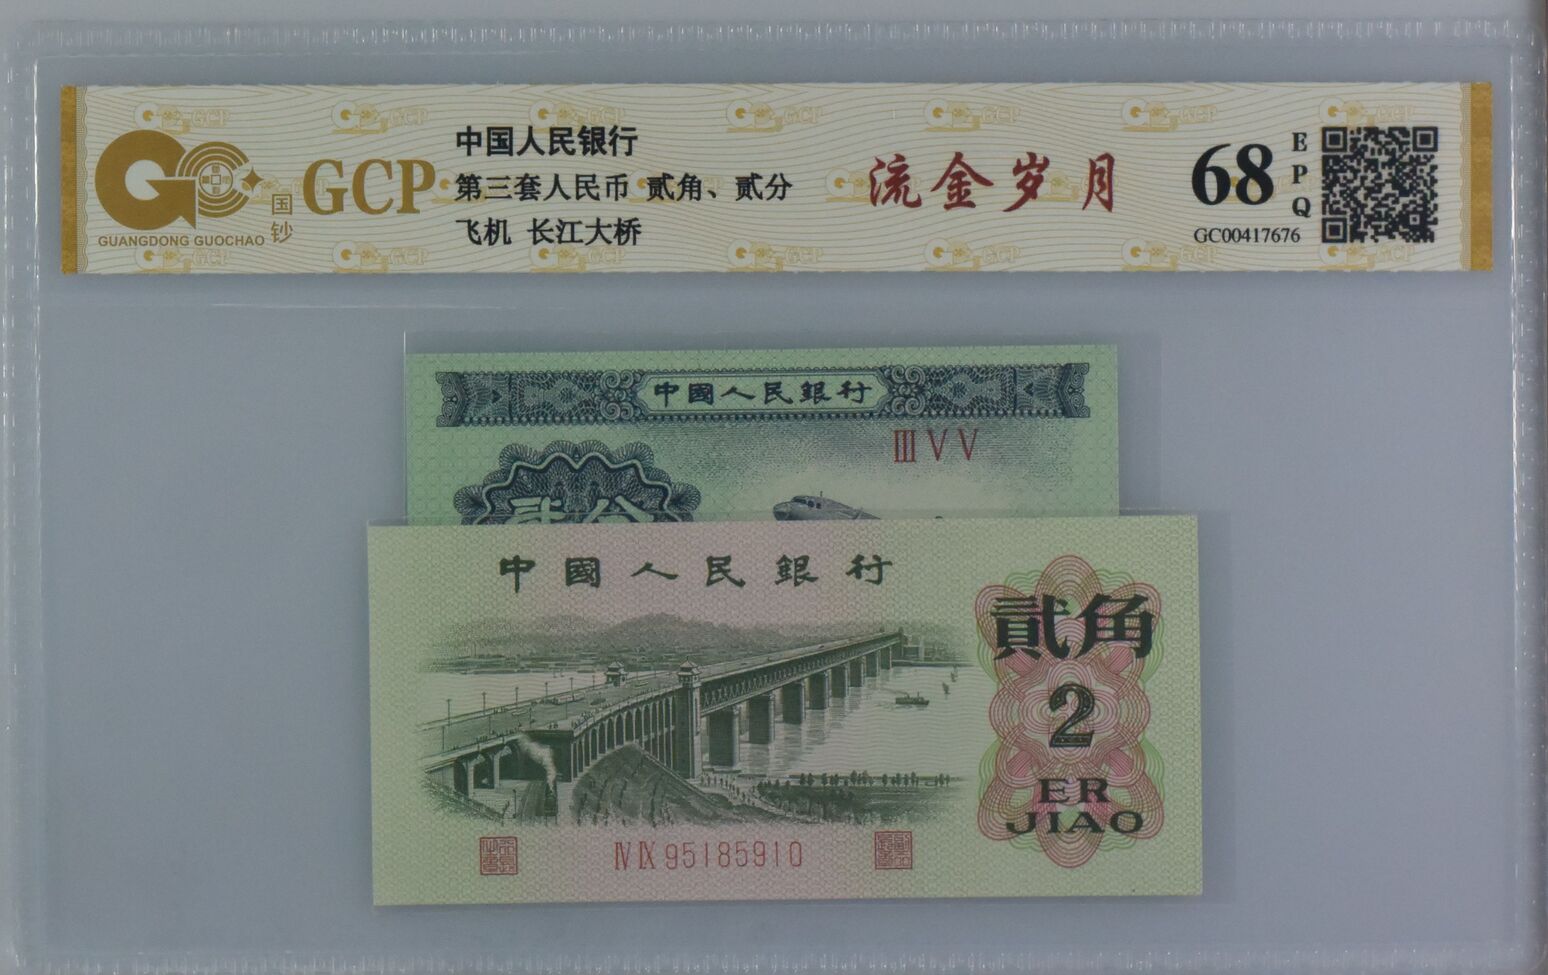 GUANGDONG GUOCHAO
国钞
GCP
中国人民银行
第三套人民币 贰角、贰分
飞机 长江大桥
流金岁月
68
EPQ
GC00417676
中國人民銀行
ⅢⅤⅤ
貳分
中國人民銀行
貳角
2
ER
JIAO
ⅣⅨ95185910